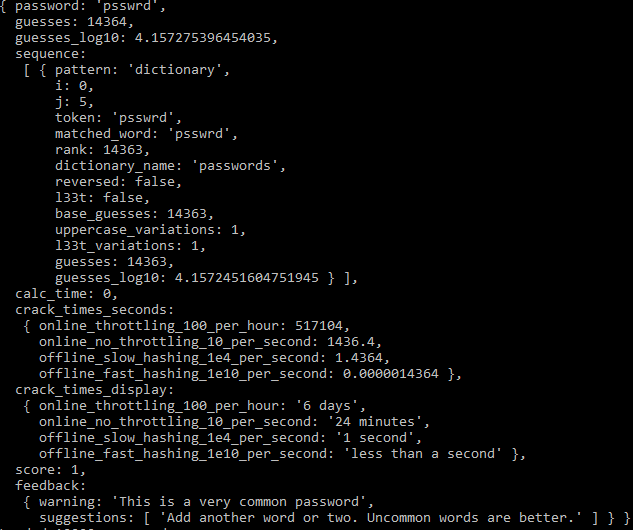 { password: 'psswrd',
guesses: 14364,
guesses_log10: 4.157275396454035,
sequence:
[ { pattern: 'dictionary',
i: 0,
j: 5,
token: 'psswrd',
matched_word: 'psswrd',
rank: 14363,
dictionary_name: 'passwords',
reversed: false,
l33t: false,
base_guesses: 14363,
uppercase_variations: 1,
l33t_variations: 1,
guesses: 14363,
guesses_log10: 4.1572451604751945 } ],
calc_time: 0,
crack_times_seconds:
{ online_throttling_100_per_hour: 517104,
online_no_throttling_10_per_second: 1436.4,
offline_slow_hashing_1e4_per_second: 1.4364,
offline_fast_hashing_1e10_per_second: 0.0000014364 },
crack_times_display:
{ online_throttling_100_per_hour: '6 days',
online_no_throttling_10_per_second: '24 minutes',
offline_slow_hashing_1e4_per_second: '1 second',
offline_fast_hashing_1e10_per_second: 'less than a second' },
score: 1,
feedback:
{ warning: 'This is a very common password',
suggestions: [ 'Add another word or two. Uncommon words are better.' ] } }